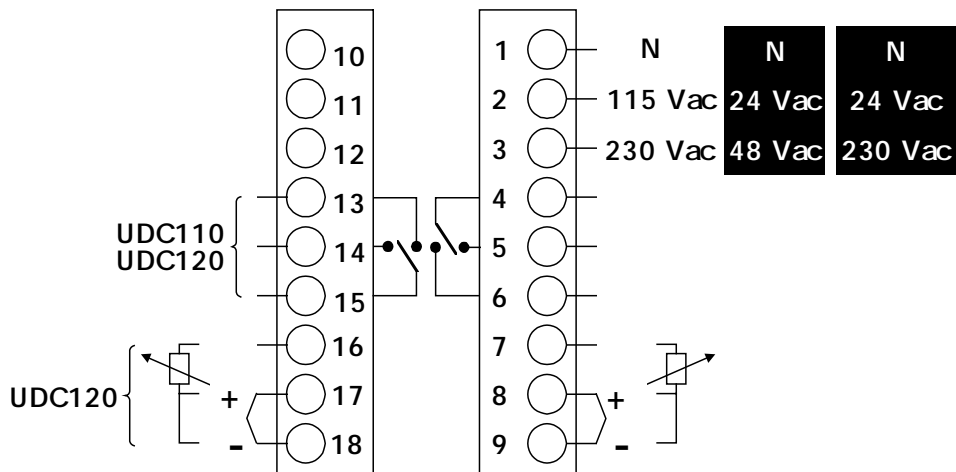 10 1 N N N
11 2 115 Vac 24 Vac 24 Vac
12 3 230 Vac 48 Vac 230 Vac
13 4
UDC110
UDC120
14 5
15 6
16 7
UDC120
+ 17 8 +
- 18 9 -